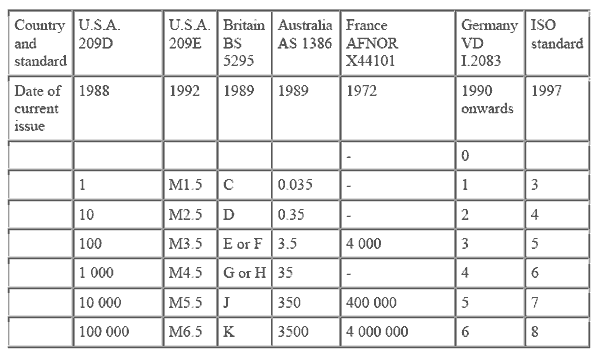 Country and standard | U.S.A. 209D | U.S.A. 209E | Britain BS 5295 | Australia AS 1386 | France AFNOR X44101 | Germany VD I.2083 | ISO standard
Date of current issue | 1988 | 1992 | 1989 | 1989 | 1972 | 1990 onwards | 1997
- | 0
1 | M1.5 | C | 0.035 | - | 1 | 3
10 | M2.5 | D | 0.35 | - | 2 | 4
100 | M3.5 | E or F | 3.5 | 4 000 | 3 | 5
1 000 | M4.5 | G or H | 35 | - | 4 | 6
10 000 | M5.5 | J | 350 | 400 000 | 5 | 7
100 000 | M6.5 | K | 3500 | 4 000 000 | 6 | 8